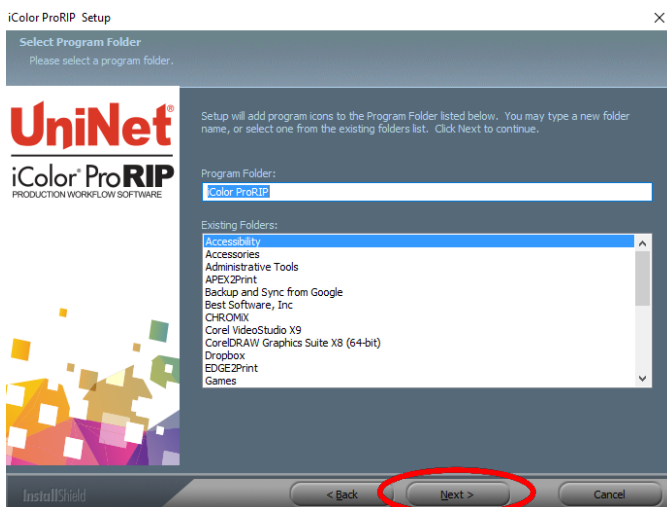 iColor ProRIP Setup
Select Program Folder
Please select a program folder.
UniNet®
iColor® ProRIP
PRODUCTION WORKFLOW SOFTWARE
Setup will add program icons to the Program Folder listed below. You may type a new folder
name, or select one from the existing folders list. Click Next to continue.
Program Folder:
iColor ProRIP
Existing Folders:
Accessibility
Accessories
Administrative Tools
APEX2Print
Backup and Sync from Google
Best Software, Inc
CHROMiX
Corel VideoStudio X9
CorelDRAW Graphics Suite X8 (64-bit)
Dropbox
EDGE2Print
Games
InstallShield
< Back
Next >
Cancel